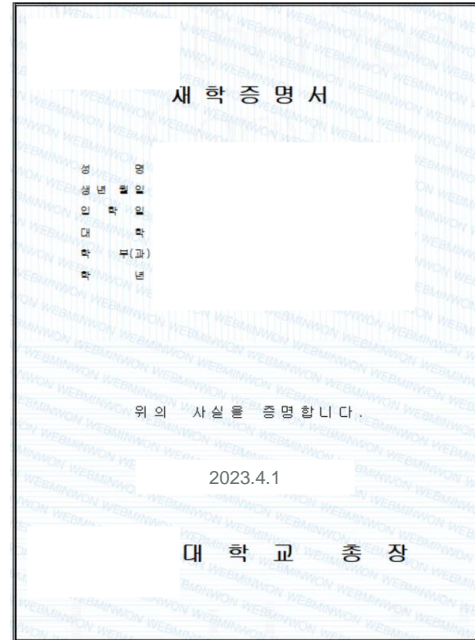 재 학 증 명 서
성 명
생 년 월 일
입 학 일
대 학
학 부(과)
학 년
위 의 사 실 을 증 명 합 니 다 .
2023.4.1
대 학 교 총 장